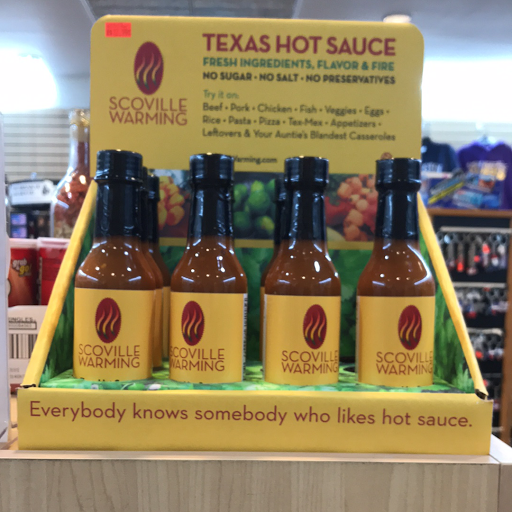 TEXAS HOT SAUCE
FRESH INGREDIENTS, FLAVOR & FIRE
NO SUGAR • NO SALT • NO PRESERVATIVES
SCOVILLE
WARMING
Try it on:
Beef • Pork • Chicken • Fish • Veggies • Eggs •
Rice • Pasta • Pizza • Tex-Mex • Appetizers •
Leftovers & Your Auntie's Blandest Casseroles
Warming.com
SCOVILLE
WARMING
SCOVILLE
WARMING
SCOVILLE
WARMING
SCOVILLE
WARMING
Everybody knows somebody who likes hot sauce.